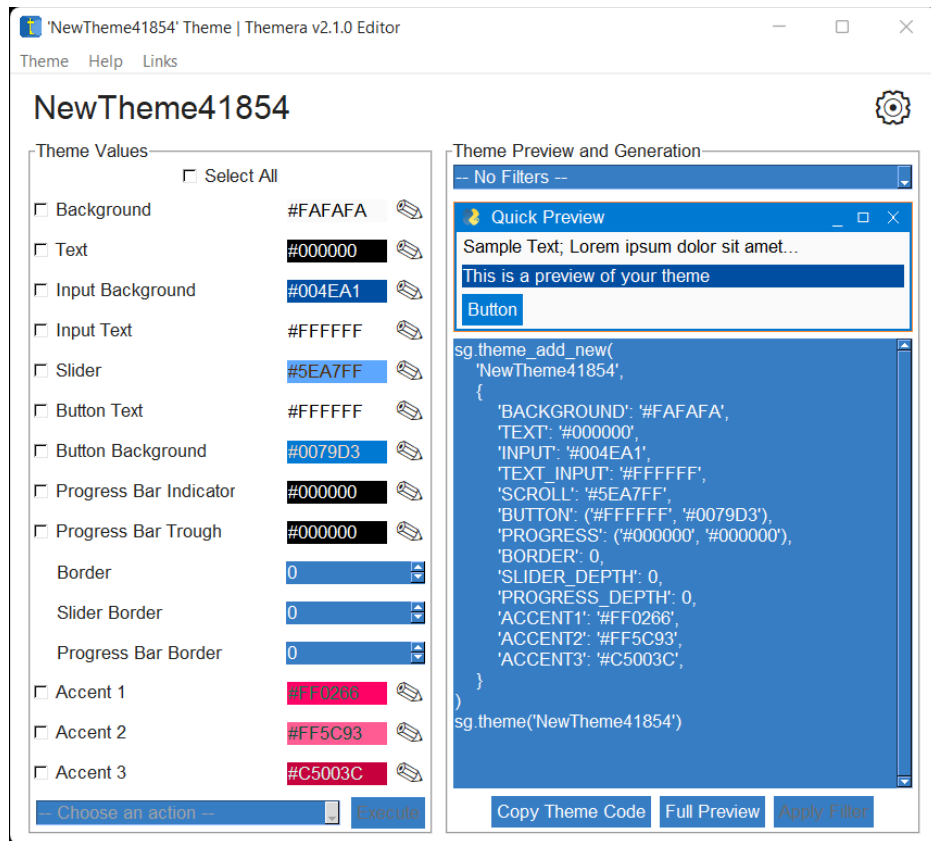 'NewTheme41854' Theme | Themera v2.1.0 Editor
Theme Help Links
NewTheme41854
Theme Values
Select All
Background #FAFAFA
Text #000000
Input Background #004EA1
Input Text #FFFFFF
Slider #5EA7FF
Button Text #FFFFFF
Button Background #0079D3
Progress Bar Indicator #000000
Progress Bar Trough #000000
Border 0
Slider Border 0
Progress Bar Border 0
Accent 1 #FF0266
Accent 2 #FF5C93
Accent 3 #C5003C
-- Choose an action -- Execute
Theme Preview and Generation
-- No Filters --
Quick Preview
Sample Text; Lorem ipsum dolor sit amet...
This is a preview of your theme
Button
sg.theme_add_new(
'NewTheme41854',
{
'BACKGROUND': '#FAFAFA',
'TEXT': '#000000',
'INPUT': '#004EA1',
'TEXT_INPUT': '#FFFFFF',
'SCROLL': '#5EA7FF',
'BUTTON': ('#FFFFFF', '#0079D3'),
'PROGRESS': ('#000000', '#000000'),
'BORDER': 0,
'SLIDER_DEPTH': 0,
'PROGRESS_DEPTH': 0,
'ACCENT1': '#FF0266',
'ACCENT2': '#FF5C93',
'ACCENT3': '#C5003C',
}
)
sg.theme('NewTheme41854')
Copy Theme Code Full Preview Apply Filter